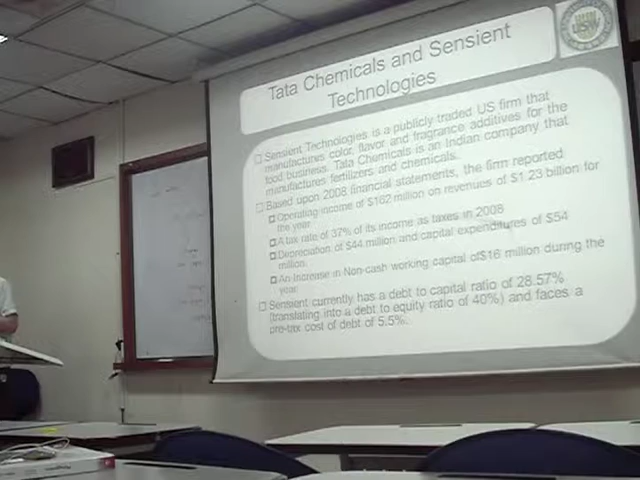 Tata Chemicals and Sensient
Technologies
Sensient Technologies is a publicly traded US firm that
manufactures color, flavor and fragrance additives for the
food business. Tata Chemicals is an Indian company that
manufactures fertilizers and chemicals.
Based upon 2008 financial statements, the firm reported
Operating income of $162 million on revenues of $1.23 billion for
the year.
A tax rate of 37% of its income as taxes in 2008
Depreciation of $44 million and capital expenditures of $54
million.
An Increase in Non-cash working capital of$16 million during the
year.
Sensient currently has a debt to capital ratio of 28.57%
(translating into a debt to equity ratio of 40%) and faces a
pre-tax cost of debt of 5.5%.